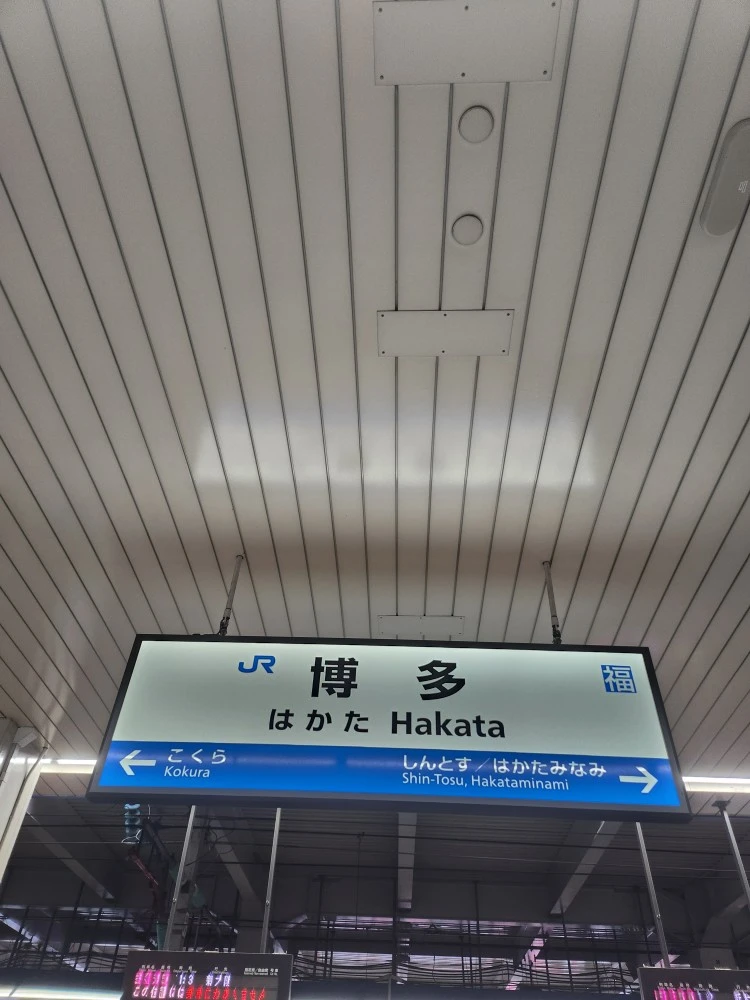 JR 博多 福
はかた Hakata
← こくら
Kokura
しんとす／はかたみなみ →
Shin-Tosu, Hakataminami